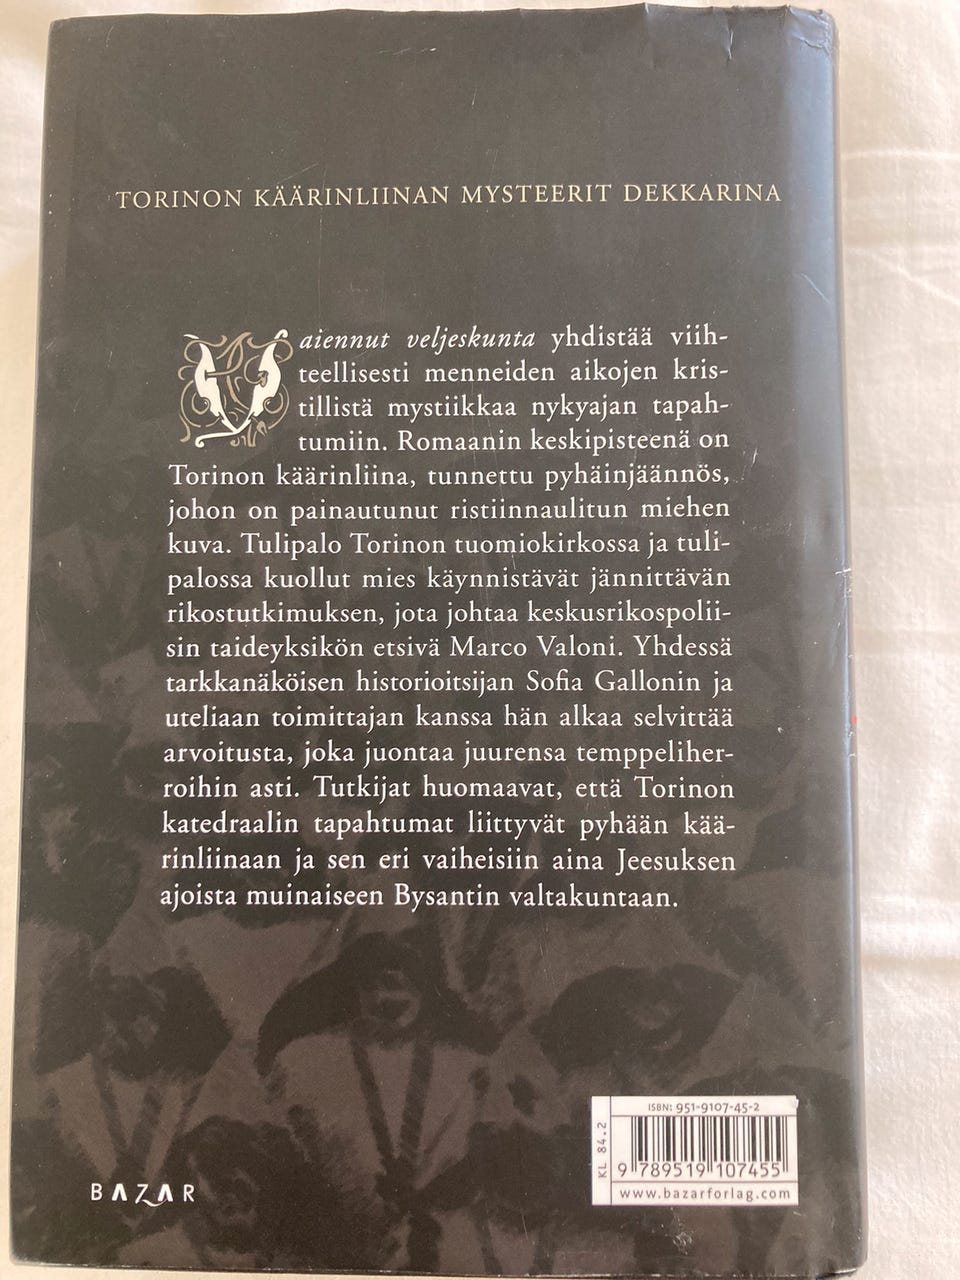 TORINON KÄÄRINLIINAN MYSTEERIT DEKKARINA
Vaiennut veljeskunta yhdistää viih-
teellisesti menneiden aikojen kris-
tillistä mystiikkaa nykyajan tapah-
tumiin. Romaanin keskipisteenä on
Torinon käärinliina, tunnettu pyhäinjäännös,
johon on painautunut ristiinnaulitun miehen
kuva. Tulipalo Torinon tuomiokirkossa ja tuli-
palossa kuollut mies käynnistävät jännittävän
rikostutkimuksen, jota johtaa keskusrikospolii-
sin taideyksikön etsivä Marco Valoni. Yhdessä
tarkkanäköisen historioitsijan Sofia Gallonin ja
uteliaan toimittajan kanssa hän alkaa selvittää
arvoitusta, joka juontaa juurensa temppeliher-
roihin asti. Tutkijat huomaavat, että Torinon
katedraalin tapahtumat liittyvät pyhään kää-
rinliinaan ja sen eri vaiheisiin aina Jeesuksen
ajoista muinaiseen Bysantin valtakuntaan.
BAZAR
KL 84.2
ISBN: 951-9107-45-2
9 789519 107455
www.bazarforlag.com